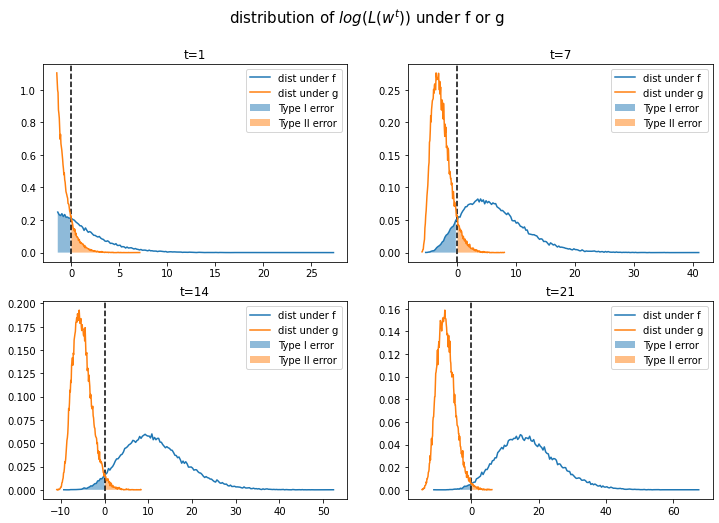 distribution of log(L(w^t)) under f or g
t=1
1.0
0.8
0.6
0.4
0.2
0.0
0 5 10 15 20 25
dist under f
dist under g
Type I error
Type II error
t=7
0.25
0.20
0.15
0.10
0.05
0.00
0 10 20 30 40
dist under f
dist under g
Type I error
Type II error
t=14
0.200
0.175
0.150
0.125
0.100
0.075
0.050
0.025
0.000
−10 0 10 20 30 40 50
dist under f
dist under g
Type I error
Type II error
t=21
0.16
0.14
0.12
0.10
0.08
0.06
0.04
0.02
0.00
0 20 40 60
dist under f
dist under g
Type I error
Type II error